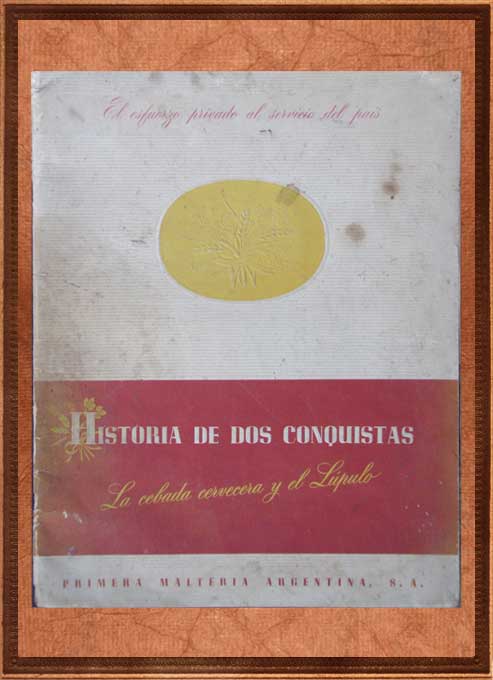 El esfuerzo privado al servicio del país
HISTORIA DE DOS CONQUISTAS
La cebada cervecera y el Lúpulo
PRIMERA MALTERIA ARGENTINA, S. A.